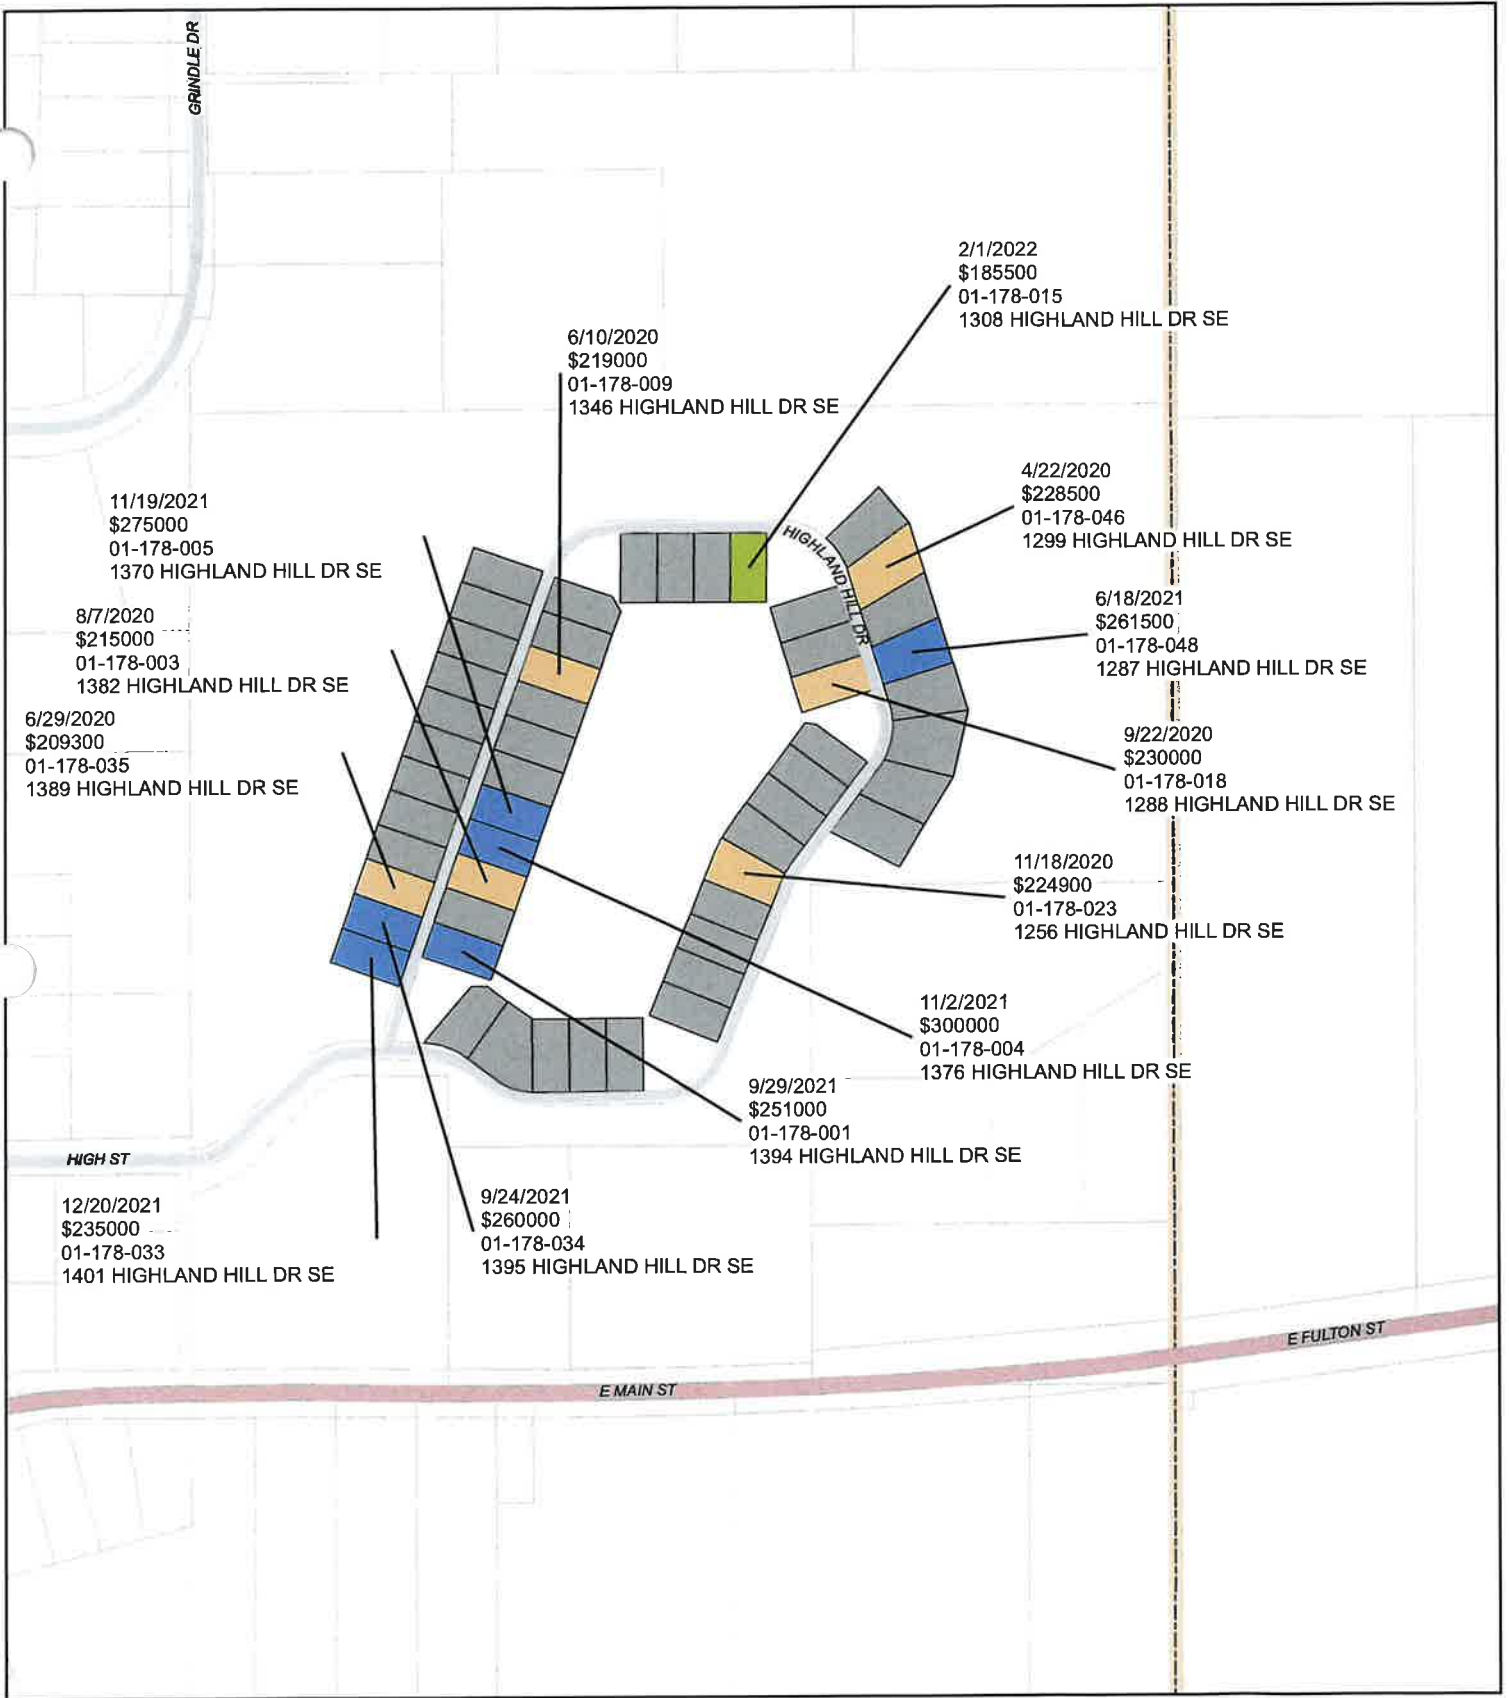 GRINDLE DR
2/1/2022
$185500
01-178-015
1308 HIGHLAND HILL DR SE
6/10/2020
$219000
01-178-009
1346 HIGHLAND HILL DR SE
4/22/2020
$228500
01-178-046
1299 HIGHLAND HILL DR SE
11/19/2021
$275000
01-178-005
1370 HIGHLAND HILL DR SE
HIGHLAND HILL DR
6/18/2021
$261500
01-178-048
1287 HIGHLAND HILL DR SE
8/7/2020
$215000
01-178-003
1382 HIGHLAND HILL DR SE
6/29/2020
$209300
01-178-035
1389 HIGHLAND HILL DR SE
9/22/2020
$230000
01-178-018
1288 HIGHLAND HILL DR SE
11/18/2020
$224900
01-178-023
1256 HIGHLAND HILL DR SE
11/2/2021
$300000
01-178-004
1376 HIGHLAND HILL DR SE
9/29/2021
$251000
01-178-001
1394 HIGHLAND HILL DR SE
HIGH ST
12/20/2021
$235000
01-178-033
1401 HIGHLAND HILL DR SE
9/24/2021
$260000
01-178-034
1395 HIGHLAND HILL DR SE
E FULTON ST
E MAIN ST